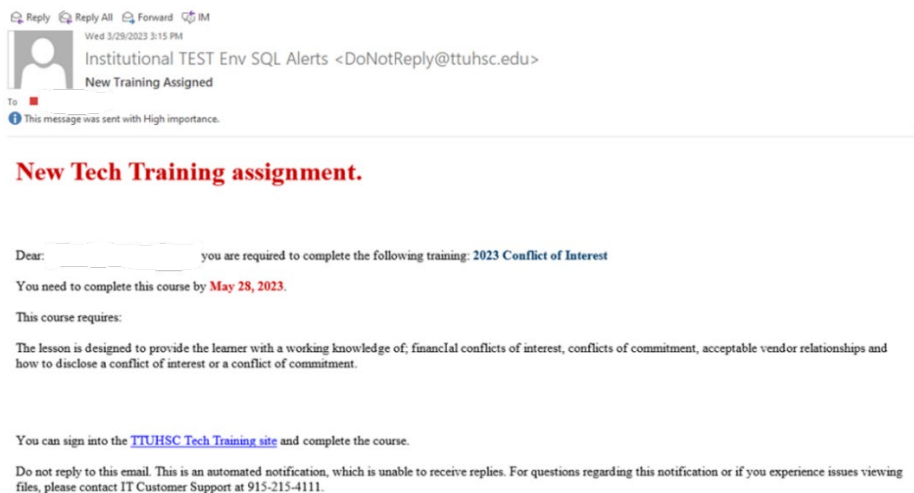 Reply Reply All Forward IM
Wed 3/29/2023 3:15 PM
Institutional TEST Env SQL Alerts <DoNotReply@ttuhsc.edu>
New Training Assigned
To
This message was sent with High importance.
New Tech Training assignment.
Dear: you are required to complete the following training: 2023 Conflict of Interest
You need to complete this course by May 28, 2023.
This course requires:
The lesson is designed to provide the learner with a working knowledge of; financIal conflicts of interest, conflicts of commitment, acceptable vendor relationships and
how to disclose a conflict of interest or a conflict of commitment.
You can sign into the TTUHSC Tech Training site and complete the course.
Do not reply to this email. This is an automated notification, which is unable to receive replies. For questions regarding this notification or if you experience issues viewing
files, please contact IT Customer Support at 915-215-4111.